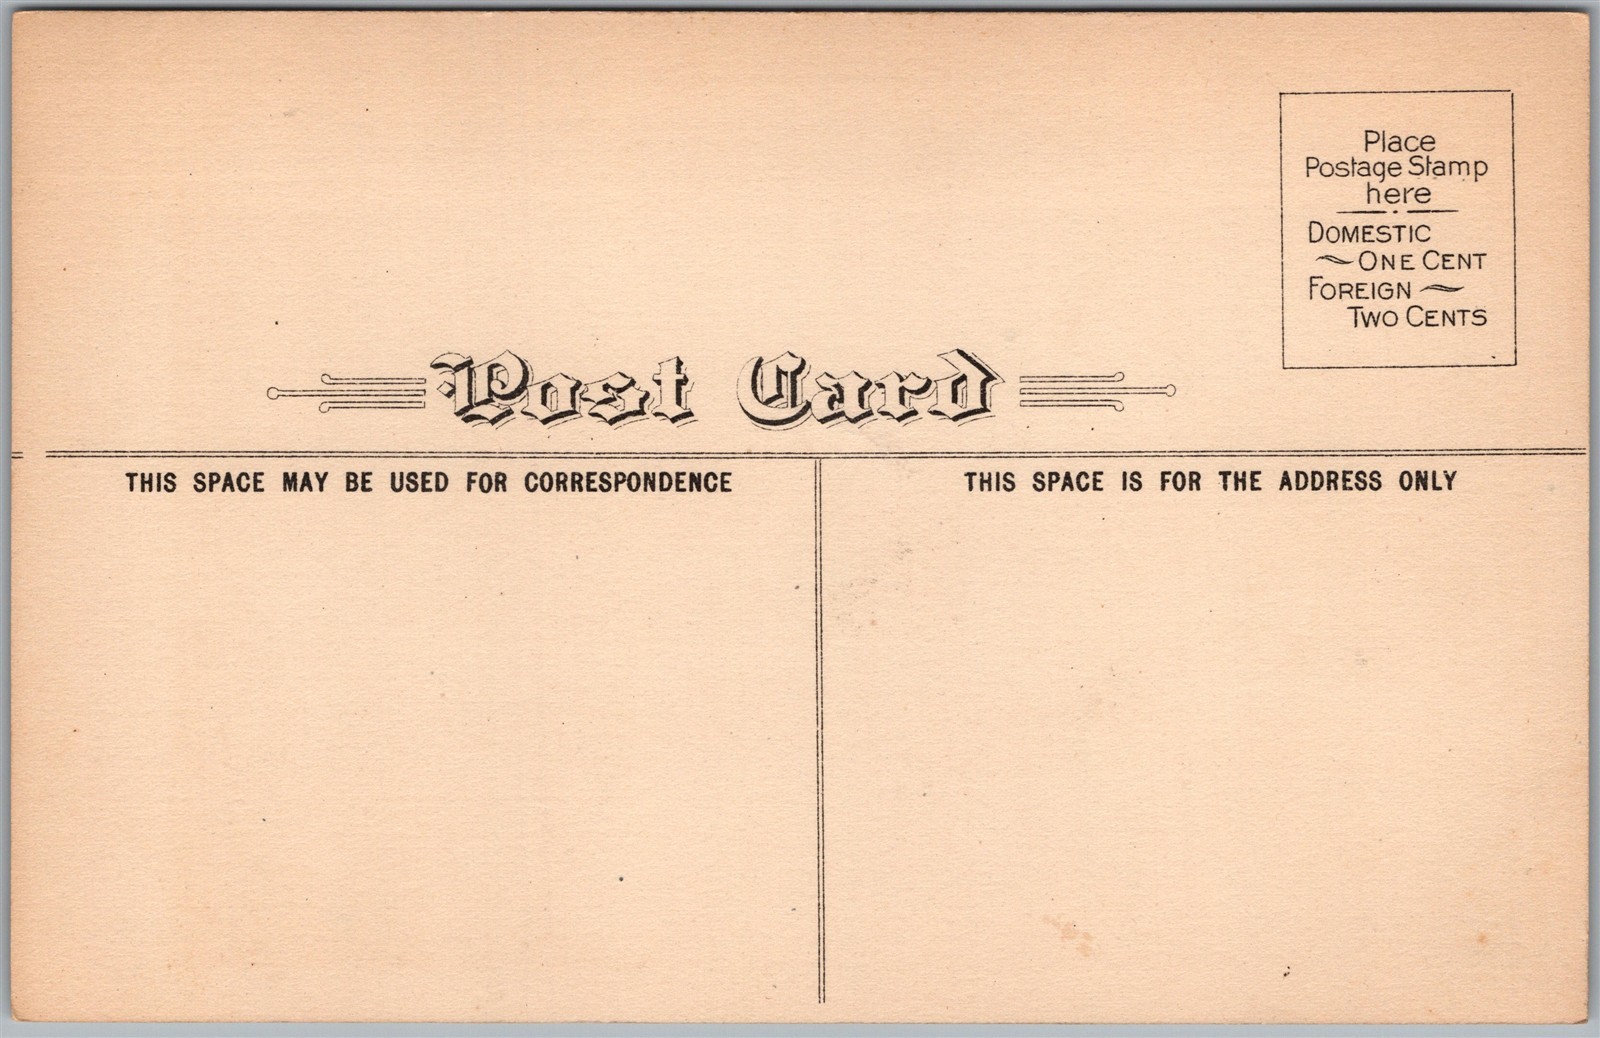 Place
Postage Stamp
here
DOMESTIC
ONE CENT
FOREIGN
TWO CENTS
Post Card
THIS SPACE MAY BE USED FOR CORRESPONDENCE
THIS SPACE IS FOR THE ADDRESS ONLY